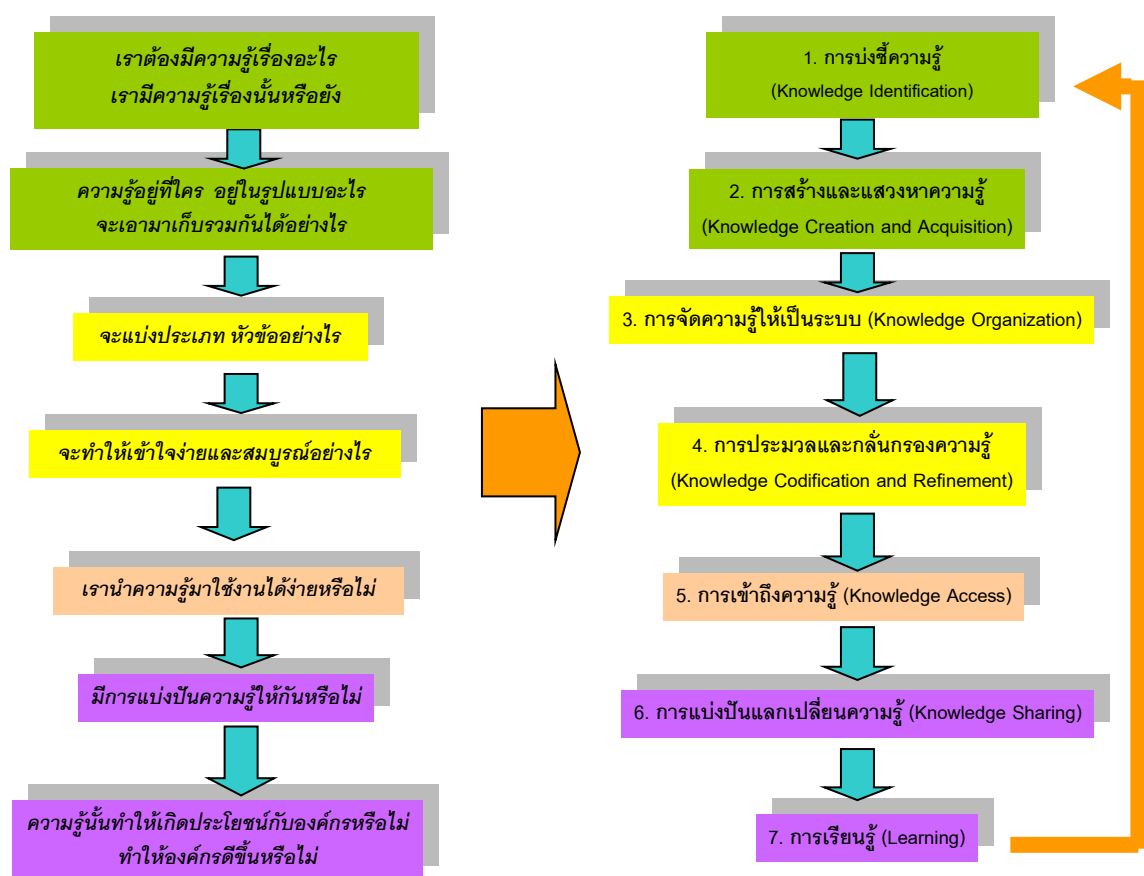 เราต้องมีความรู้เรื่องอะไร
เรามีความรู้เรื่องนั้นหรือยัง
ความรู้อยู่ที่ใคร อยู่ในรูปแบบอะไร
จะเอามาเก็บรวมกันได้อย่างไร
จะแบ่งประเภท หัวข้ออย่างไร
จะทำให้เข้าใจง่ายและสมบูรณ์อย่างไร
เรานำความรู้มาใช้งานได้ง่ายหรือไม่
มีการแบ่งปันความรู้ให้กันหรือไม่
ความรู้นั้นทำให้เกิดประโยชน์กับองค์กรหรือไม่
ทำให้องค์กรดีขึ้นหรือไม่
1. การบ่งชี้ความรู้
(Knowledge Identification)
2. การสร้างและแสวงหาความรู้
(Knowledge Creation and Acquisition)
3. การจัดความรู้ให้เป็นระบบ (Knowledge Organization)
4. การประมวลและกลั่นกรองความรู้
(Knowledge Codification and Refinement)
5. การเข้าถึงความรู้ (Knowledge Access)
6. การแบ่งปันแลกเปลี่ยนความรู้ (Knowledge Sharing)
7. การเรียนรู้ (Learning)